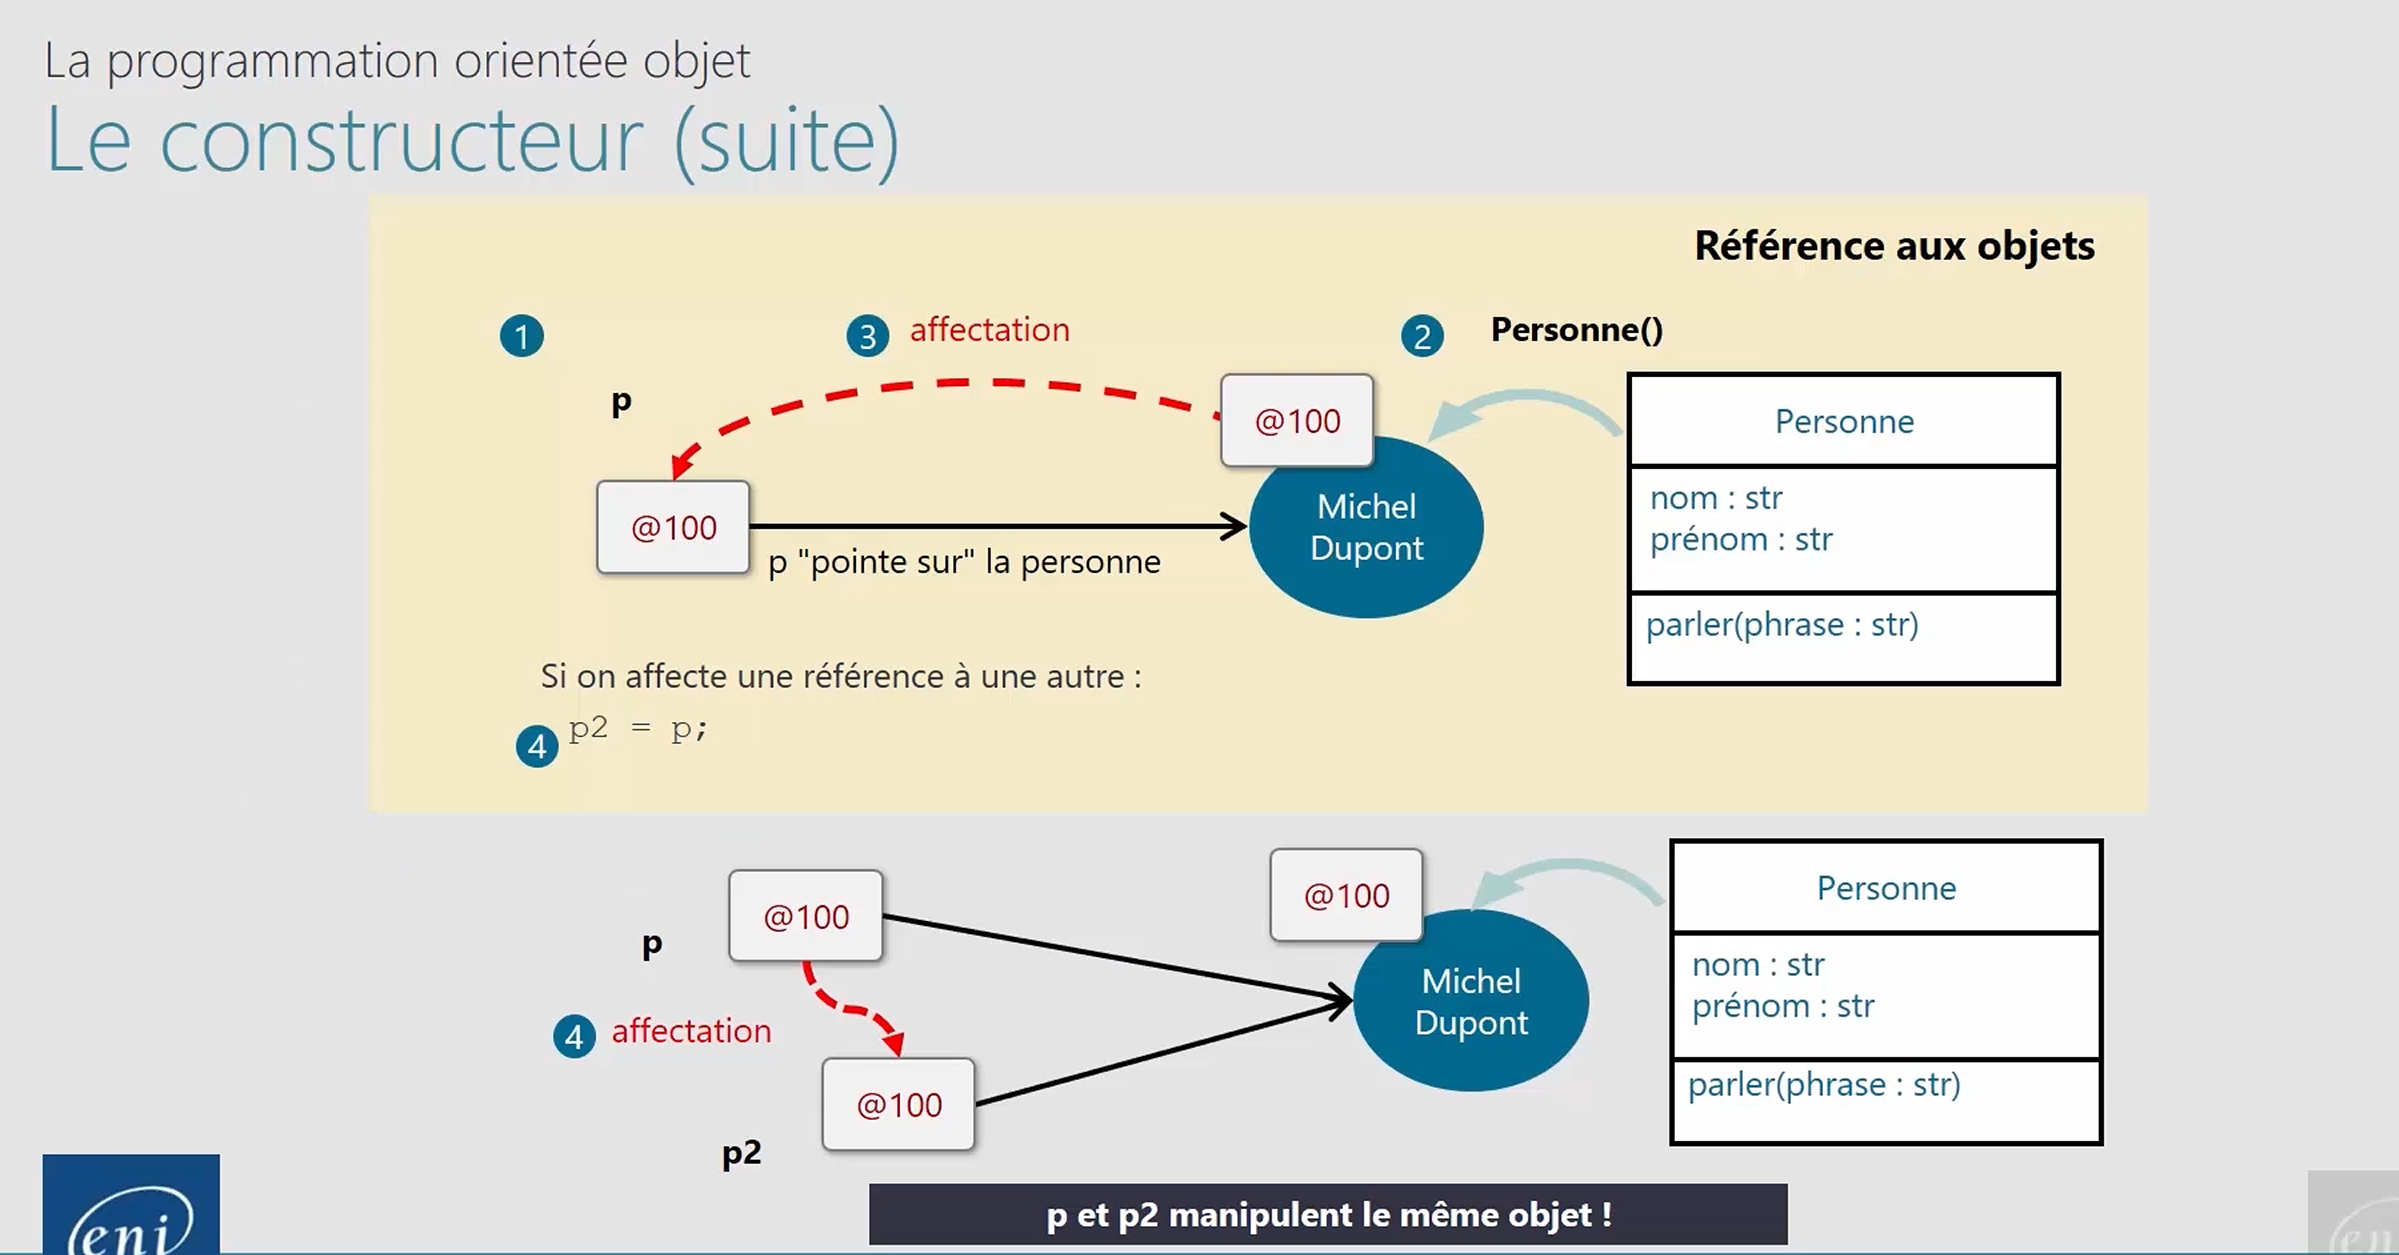 La programmation orientée objet
Le constructeur (suite)
Référence aux objets
1
3 affectation
2 Personne()
p
@100
@100
p "pointe sur" la personne
Michel
Dupont
Personne
nom : str
prénom : str
parler(phrase : str)
Si on affecte une référence à une autre :
4 p2 = p;
p
@100
4 affectation
@100
p2
@100
Michel
Dupont
Personne
nom : str
prénom : str
parler(phrase : str)
p et p2 manipulent le même objet !
eni
en